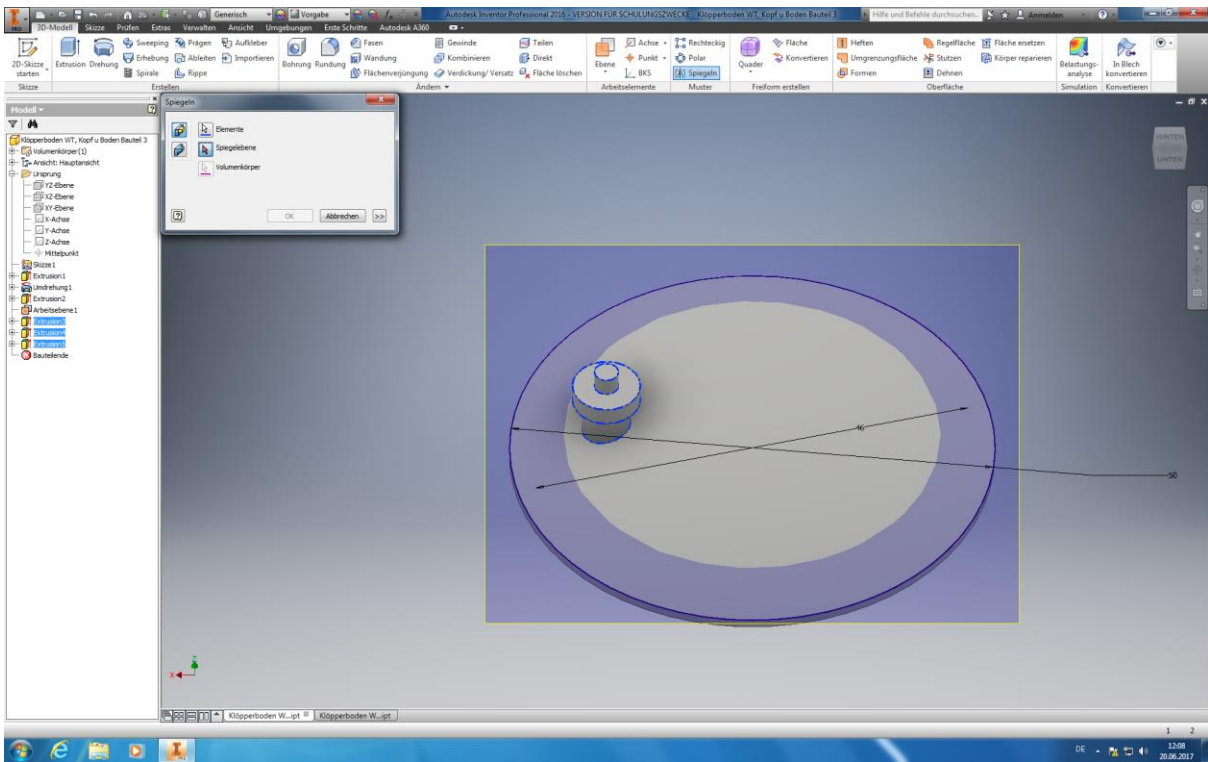 Generisch Vorgabe Autodesk Inventor Professional 2016 - VERSION FÜR SCHULUNGSZWECKE Klöpperboden WT, Kopf u Boden Bauteil 3 Hilfe und Befehle durchsuchen... Anmelden
PRO 3D-Modell Skizze Prüfen Extras Verwalten Ansicht Umgebungen Erste Schritte Autodesk A360
2D-Skizze starten
Extrusion Drehung
Sweeping Prägen Aufkleber
Erhebung Ableiten Importieren
Spirale Rippe
Bohrung Rundung
Fasen Gewinde Teilen
Wandung Kombinieren Direkt
Flächenverjüngung Verdickung/ Versatz Fläche löschen
Ebene
Achse
Punkt
BKS
Rechteckig
Polar
Spiegeln
Quader
Fläche
Konvertieren
Heften Regelfläche Fläche ersetzen
Umgrenzungsfläche Stutzen Körper reparieren
Formen Dehnen
Belastungs-
analyse
In Blech
konvertieren
Skizze Erstellen Ändern Arbeitselemente Muster Freiform erstellen Oberfläche Simulation Konvertieren
Modell
Klöpperboden WT, Kopf u Boden Bauteil 3
Volumenkörper(1)
Ansicht: Hauptansicht
Ursprung
YZ-Ebene
XZ-Ebene
XY-Ebene
X-Achse
Y-Achse
Z-Achse
Mittelpunkt
Skizze1
Extrusion1
Umdrehung1
Extrusion2
Arbeitsebene1
Extrusion3
Extrusion4
Extrusion5
Bauteilende
Spiegeln
Elemente
Spiegelebene
Volumenkörper
OK Abbrechen >>
HINTEN
UNTEN
46
50
Z
X
Klöpperboden W...ipt Klöpperboden W...ipt
1 2
DE 12:08
20.06.2017